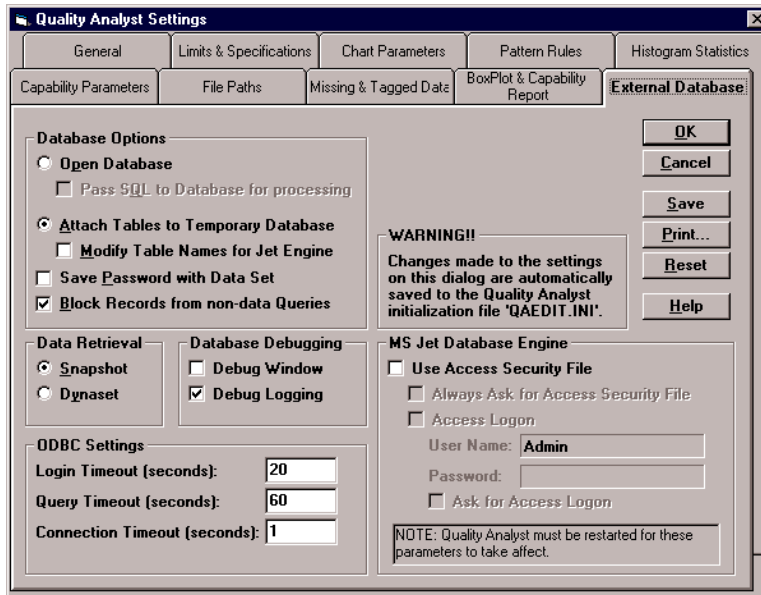 Quality Analyst Settings
General
Limits & Specifications
Chart Parameters
Pattern Rules
Histogram Statistics
Capability Parameters
File Paths
Missing & Tagged Data
BoxPlot & Capability
Report
External Database
Database Options
Open Database
Pass SQL to Database for processing
Attach Tables to Temporary Database
Modify Table Names for Jet Engine
Save Password with Data Set
Block Records from non-data Queries
OK
Cancel
Save
Print...
Reset
Help
WARNING!!
Changes made to the settings
on this dialog are automatically
saved to the Quality Analyst
initialization file 'QAEDIT.INI'.
Data Retrieval
Snapshot
Dynaset
Database Debugging
Debug Window
Debug Logging
ODBC Settings
Login Timeout (seconds): 20
Query Timeout (seconds): 60
Connection Timeout (seconds): 1
MS Jet Database Engine
Use Access Security File
Always Ask for Access Security File
Access Logon
User Name: Admin
Password:
Ask for Access Logon
NOTE: Quality Analyst must be restarted for these
parameters to take affect.